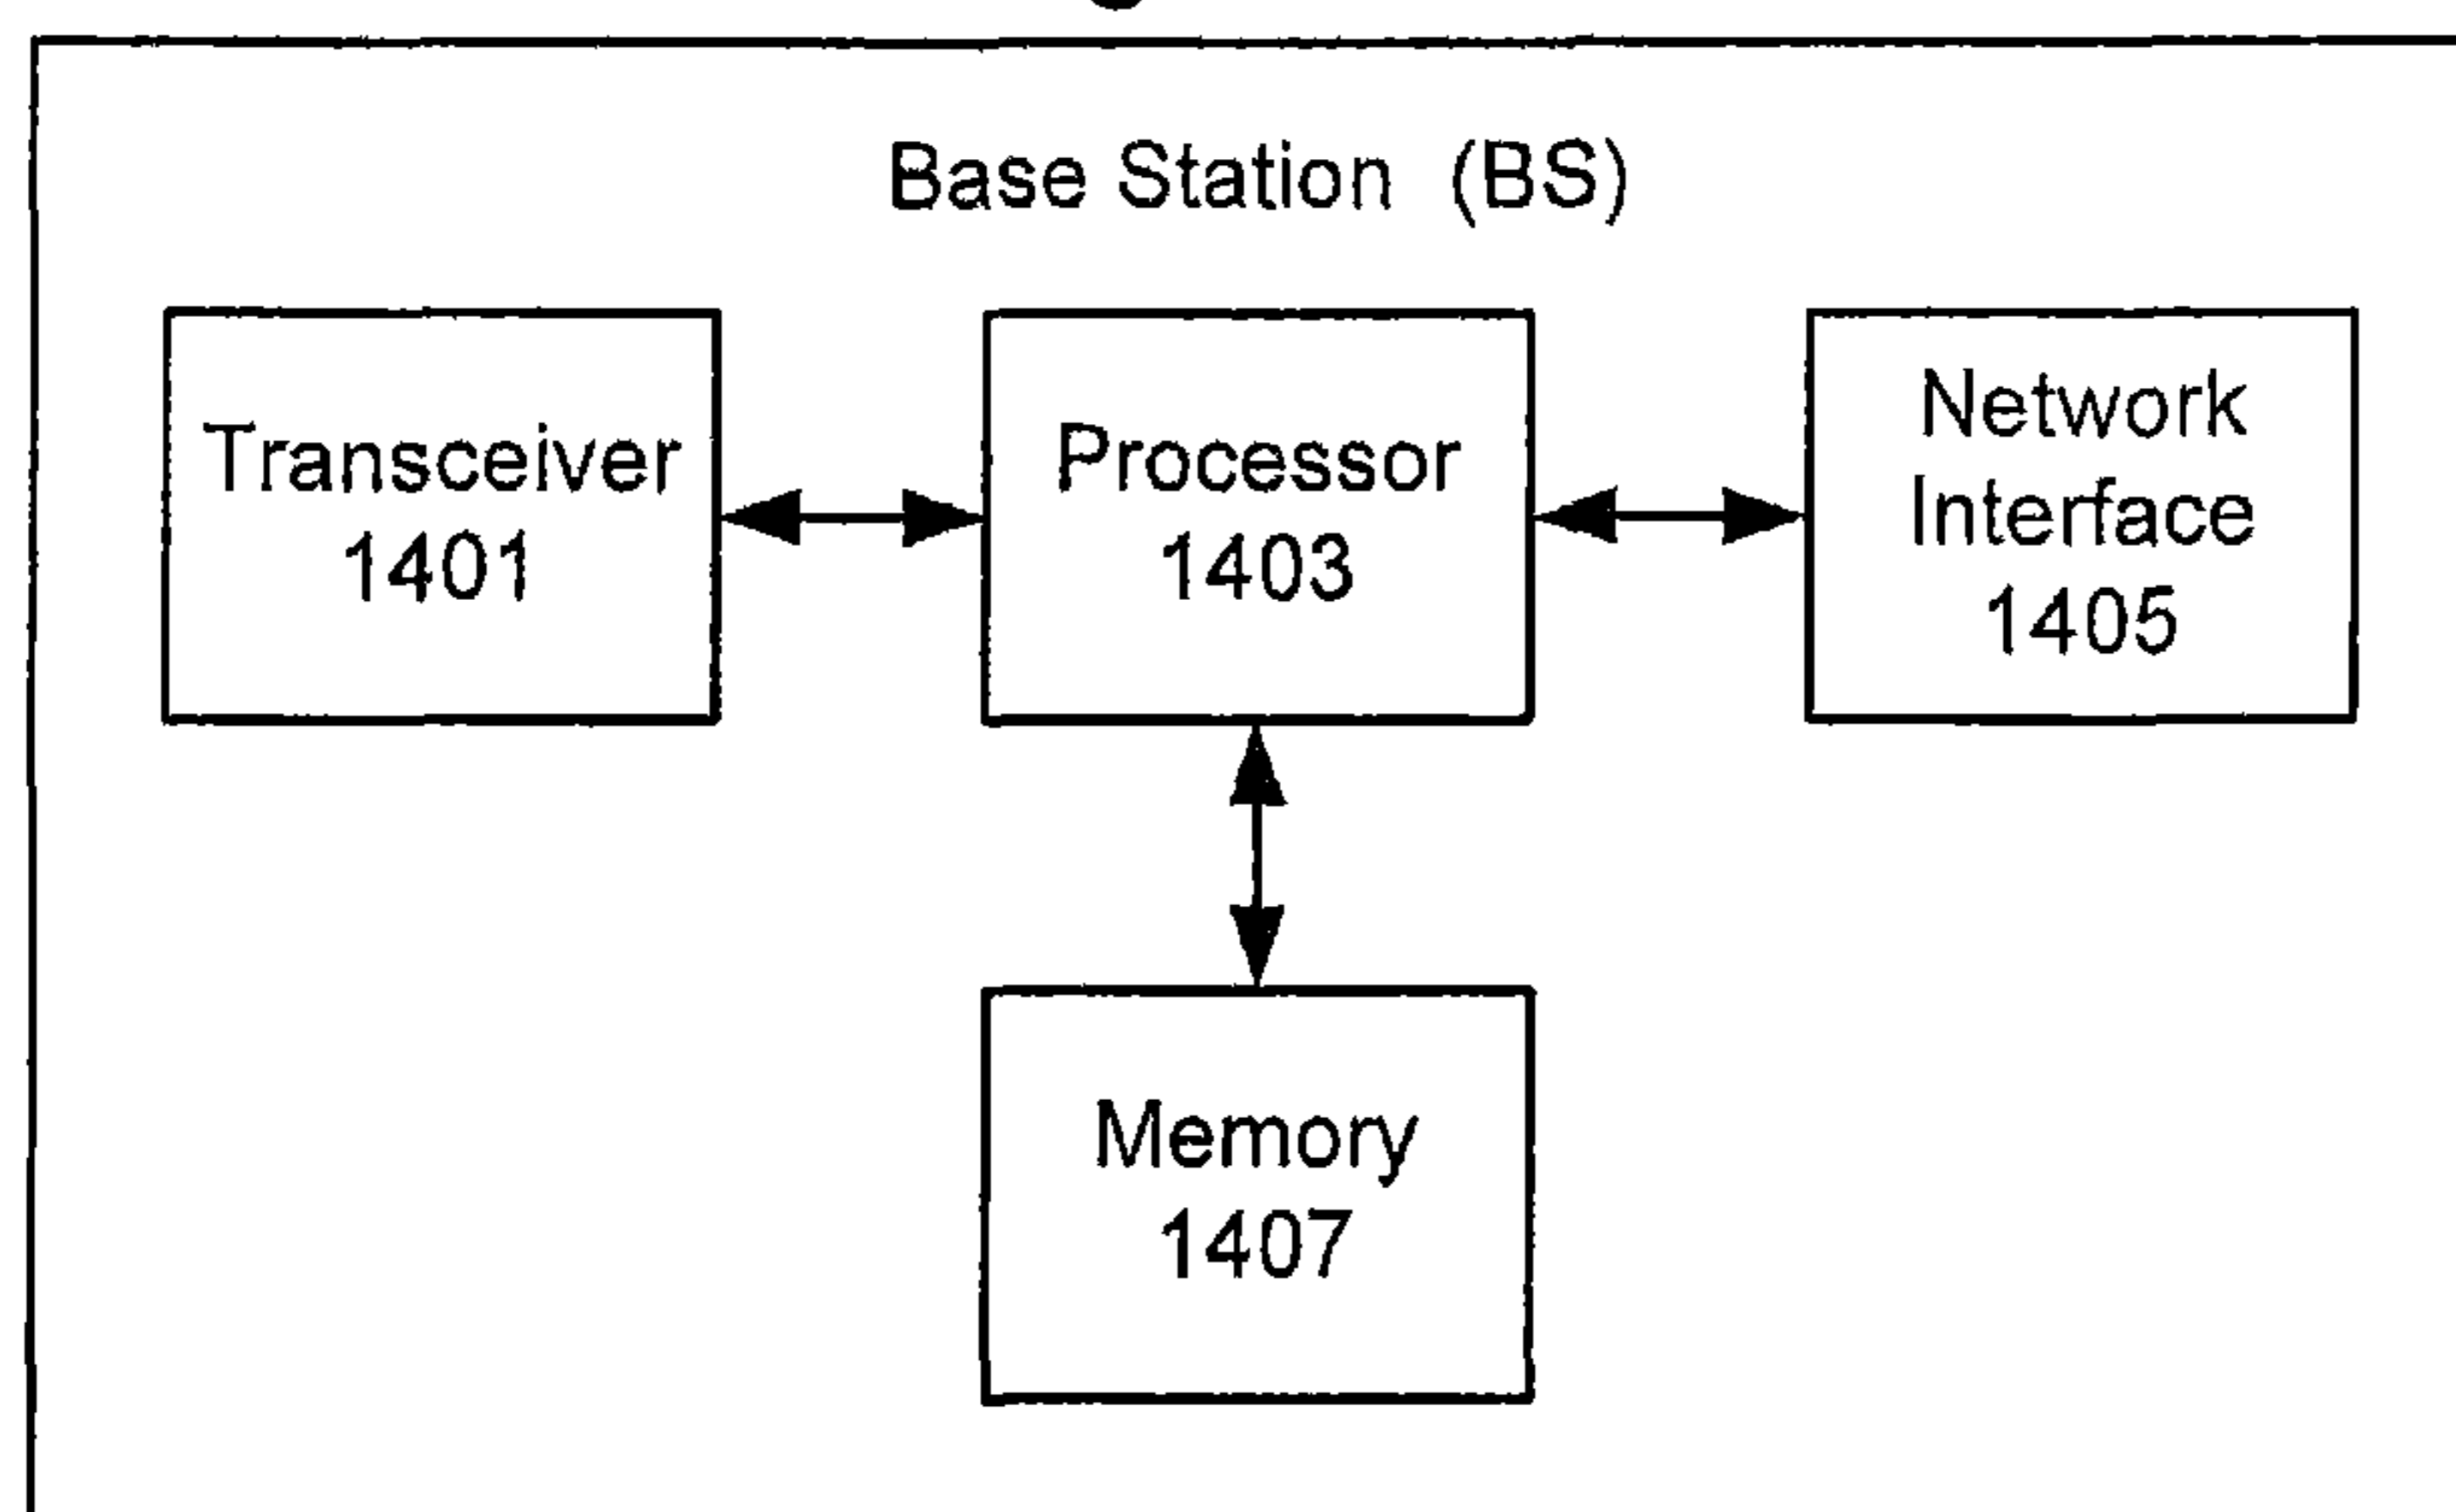 Base Station (BS)
Transceiver
1401
Processor
1403
Network
Interface
1405
Memory
1407